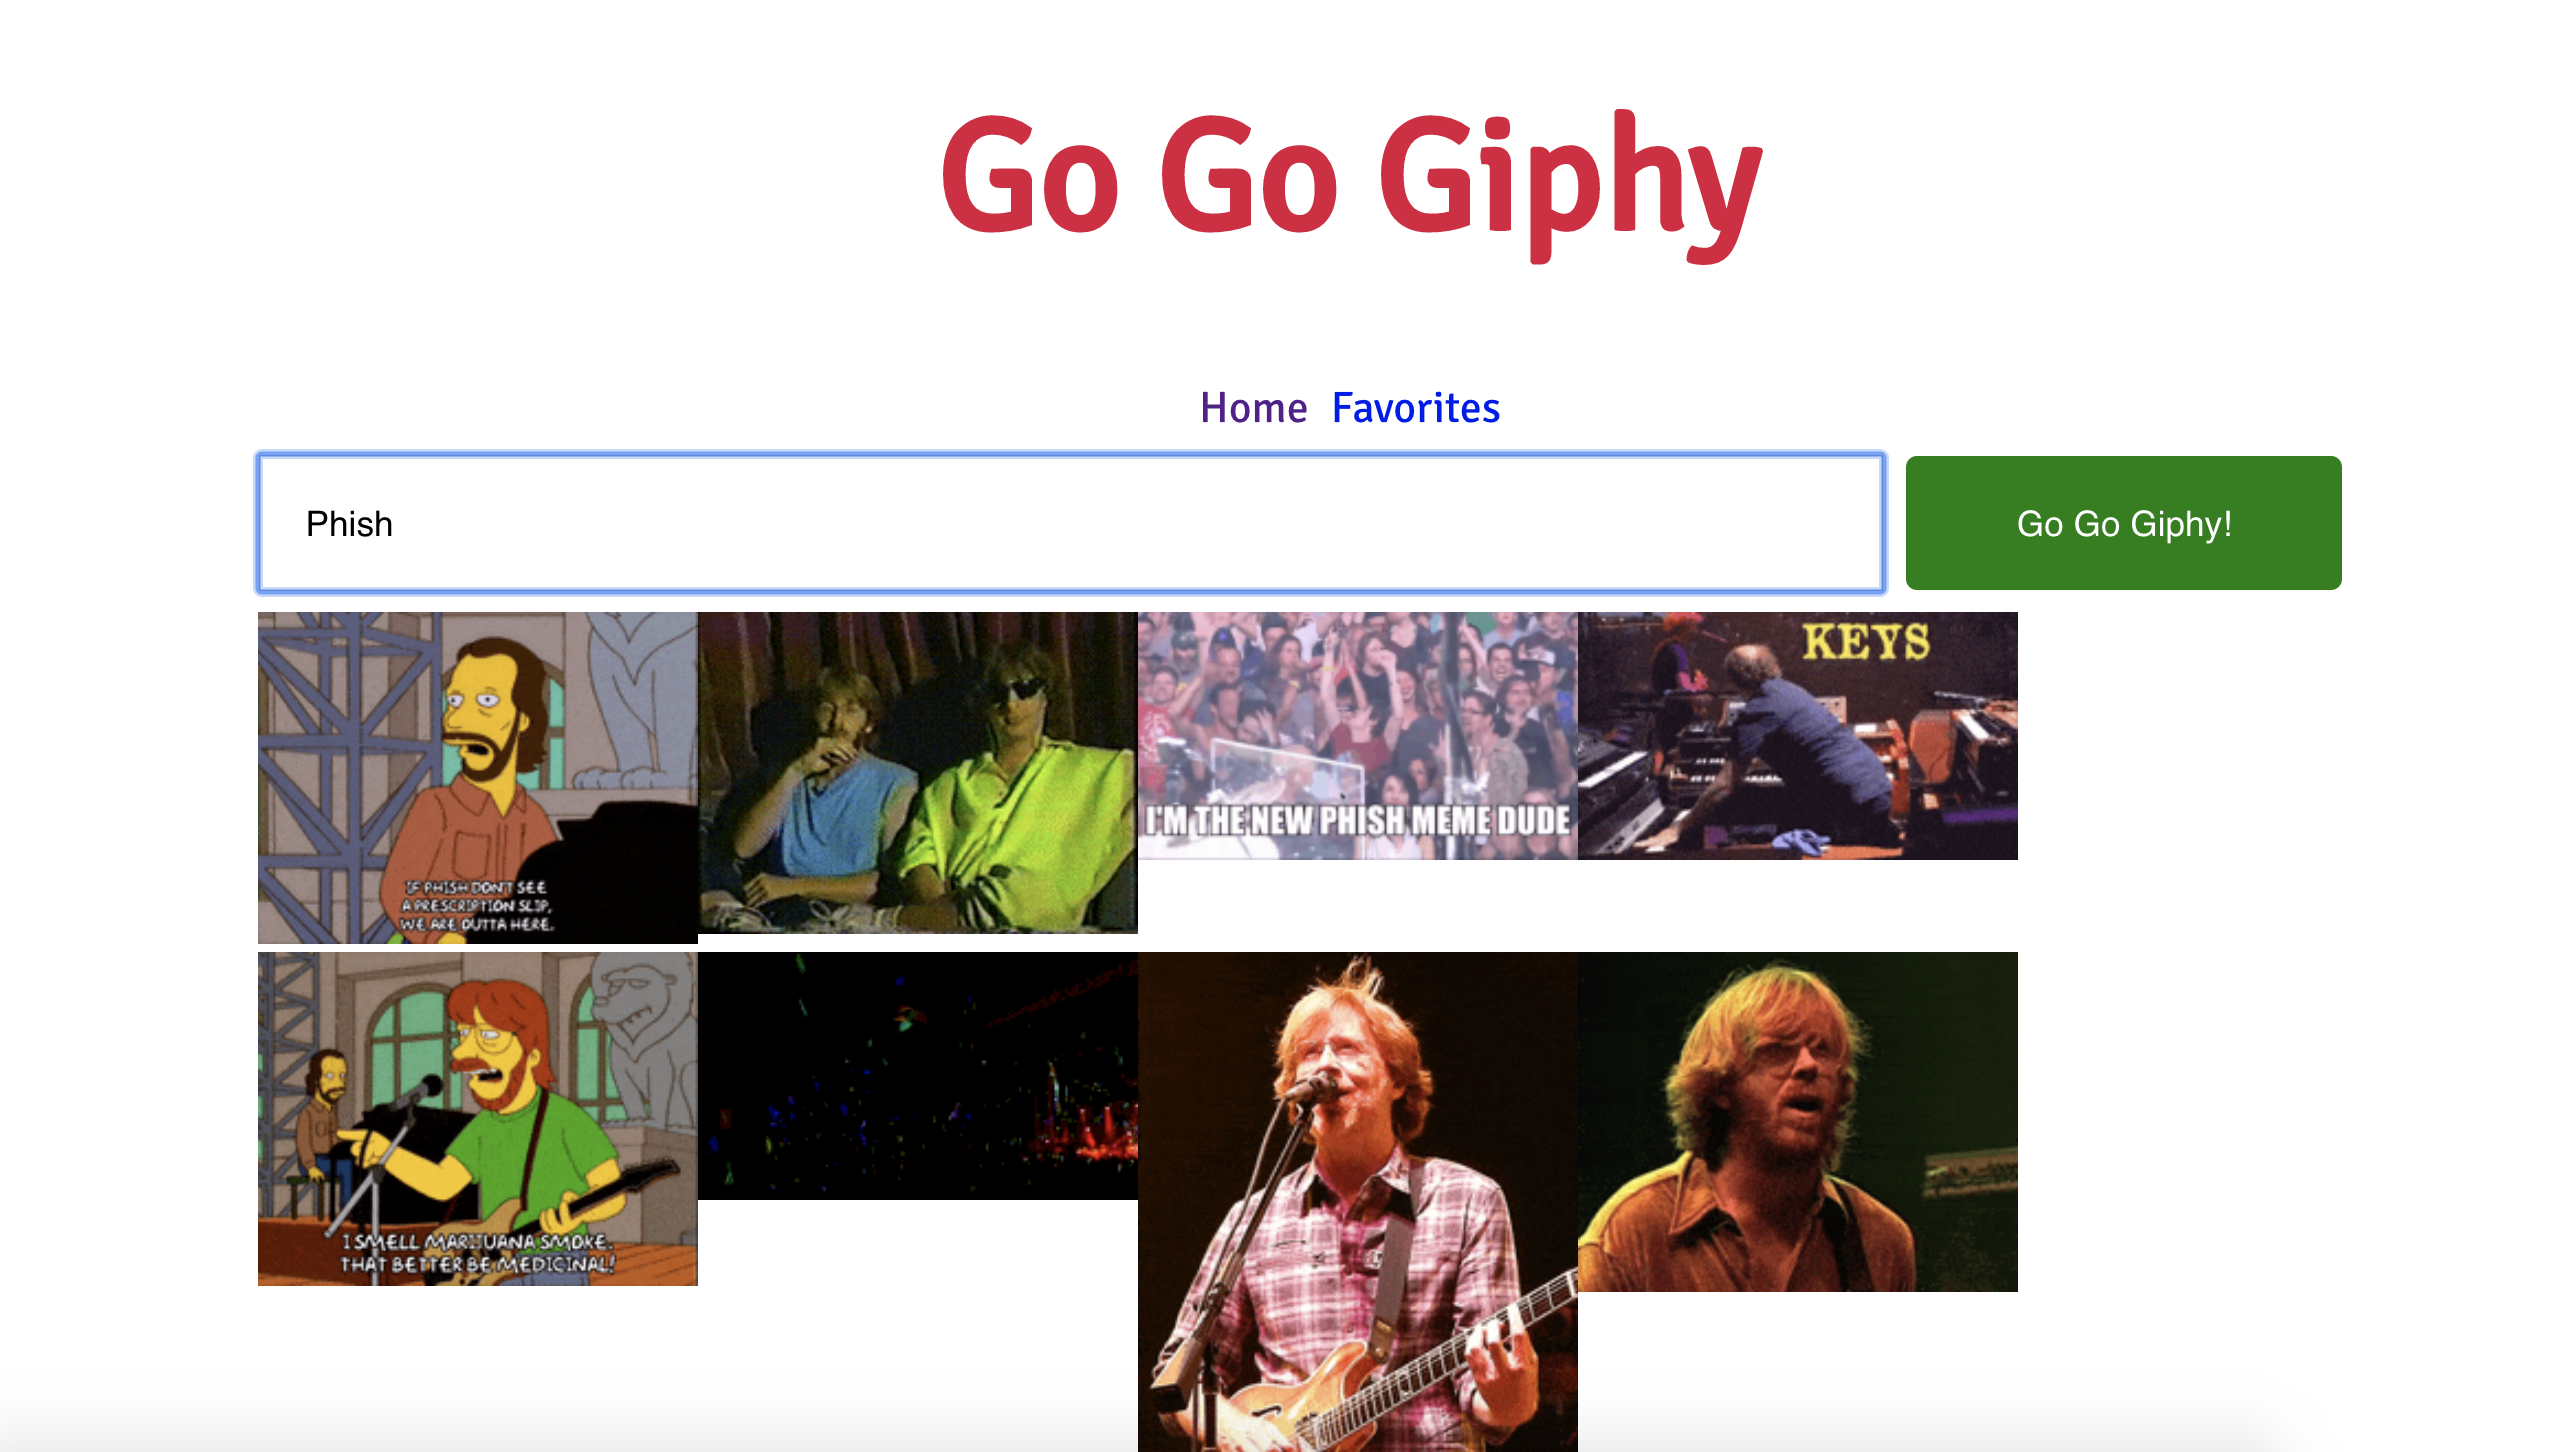 Go Go Giphy
Home Favorites
Phish
Go Go Giphy!
IF PHISH DON'T SEE
A PRESCRIPTION SLIP,
WE ARE OUTTA HERE.
I'M THE NEW PHISH MEME DUDE
KEYS
I SMELL MARIJUANA SMOKE.
THAT BETTER BE MEDICINAL!